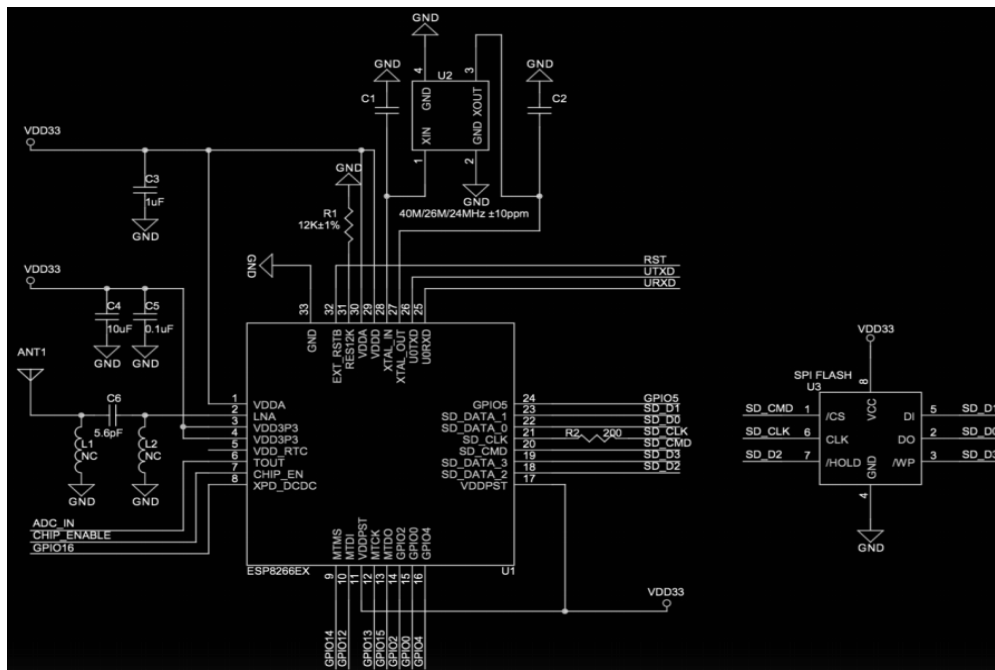 GND
4
3
GND
U2
GND
C1
C2
GND
XOUT
XIN
GND
1
2
GND
40M/26M/24MHz ±10ppm
VDD33
C3
1uF
GND
GND
R1
12K±1%
GND
VDD33
C4
10uF
GND
C5
0.1uF
GND
RST
UTXD
URXD
33
32
31
30
29
28
27
26
25
GND
EXT_RSTB
RES12K
VDDA
VDDD
XTAL_IN
XTAL_OUT
U0TXD
U0RXD
ANT1
C6
5.6pF
L1
NC
GND
L2
NC
GND
1 VDDA
2 LNA
3 VDD3P3
4 VDD3P3
5 VDD_RTC
6 TOUT
7 CHIP_EN
8 XPD_DCDC
ADC_IN
CHIP_ENABLE
GPIO16
GPIO5 24 GPIO5
SD_DATA_1 23 SD_D1
SD_DATA_0 22 SD_D0
SD_CLK 21 R2 200 SD_CLK
SD_CMD 20 SD_CMD
SD_DATA_3 19 SD_D3
SD_DATA_2 18 SD_D2
VDDPST 17
MTMS
MTDI
VDDPST
MTCK
MTDO
GPIO2
GPIO0
GPIO4
ESP8266EX
U1
9
10
11
12
13
14
15
16
GPIO14
GPIO12
GPIO13
GPIO15
GPIO2
GPIO0
GPIO4
VDD33
VDD33
SPI FLASH
U3
8
VCC
SD_CMD 1 /CS DI 5 SD_D1
SD_CLK 6 CLK DO 2 SD_D0
SD_D2 7 /HOLD /WP 3 SD_D3
GND
4
GND